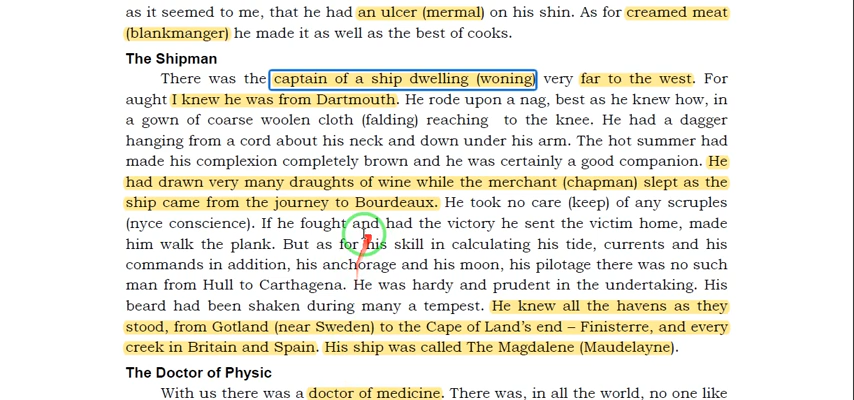 as it seemed to me, that he had an ulcer (mermal) on his shin. As for creamed meat
(blankmanger) he made it as well as the best of cooks.
The Shipman
There was the captain of a ship dwelling (woning) very far to the west. For
aught I knew he was from Dartmouth. He rode upon a nag, best as he knew how, in
a gown of coarse woolen cloth (falding) reaching to the knee. He had a dagger
hanging from a cord about his neck and down under his arm. The hot summer had
made his complexion completely brown and he was certainly a good companion. He
had drawn very many draughts of wine while the merchant (chapman) slept as the
ship came from the journey to Bourdeaux. He took no care (keep) of any scruples
(nyce conscience). If he fought and had the victory he sent the victim home, made
him walk the plank. But as for his skill in calculating his tide, currents and his
commands in addition, his anchorage and his moon, his pilotage there was no such
man from Hull to Carthagena. He was hardy and prudent in the undertaking. His
beard had been shaken during many a tempest. He knew all the havens as they
stood, from Gotland (near Sweden) to the Cape of Land's end – Finisterre, and every
creek in Britain and Spain. His ship was called The Magdalene (Maudelayne).
The Doctor of Physic
With us there was a doctor of medicine. There was, in all the world, no one like